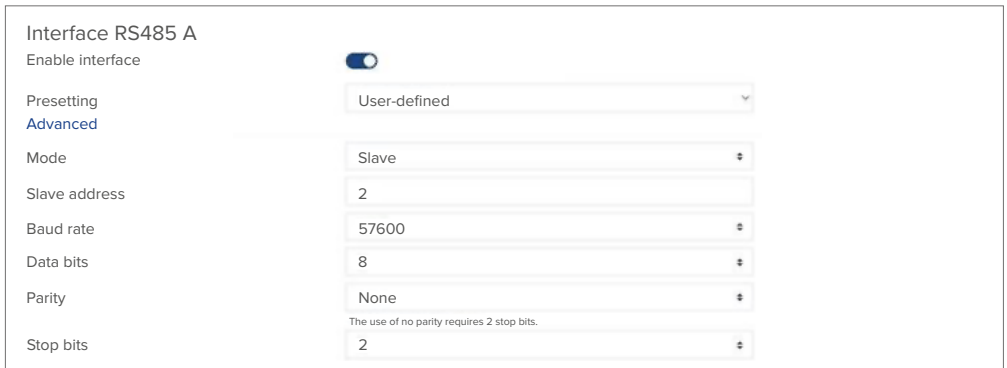 Interface RS485 A
Enable interface
Presetting User-defined
Advanced
Mode Slave
Slave address 2
Baud rate 57600
Data bits 8
Parity None
The use of no parity requires 2 stop bits.
Stop bits 2